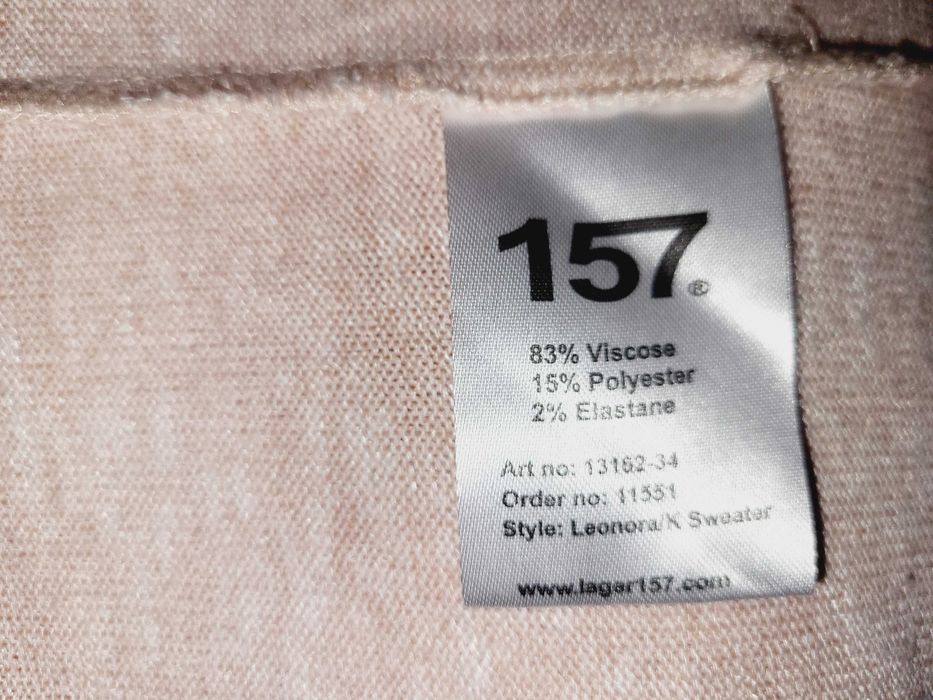 157®
83% Viscose
15% Polyester
2% Elastane
Art no: 13162-34
Order no: 11551
Style: Leonora/K Sweater
www.lager157.com